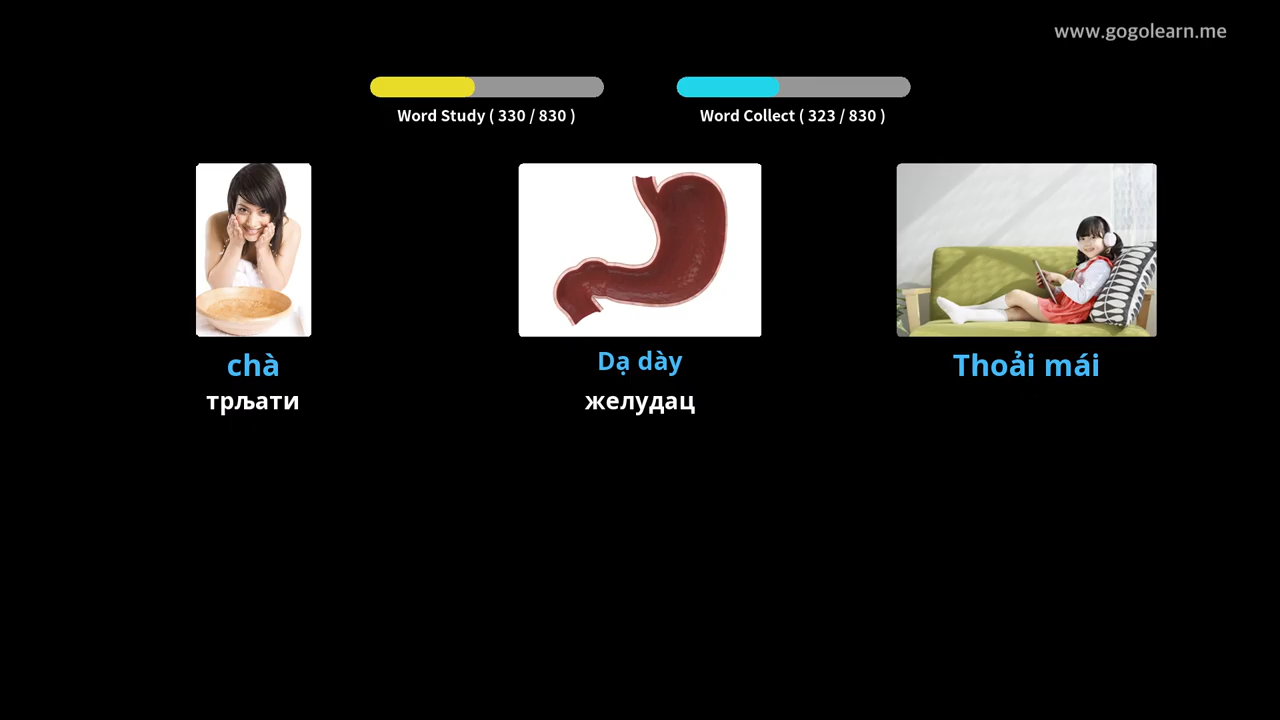 www.gogolearn.me
Word Study ( 330 / 830 )
Word Collect ( 323 / 830 )
chà
трљати
Dạ dày
желудац
Thoải mái